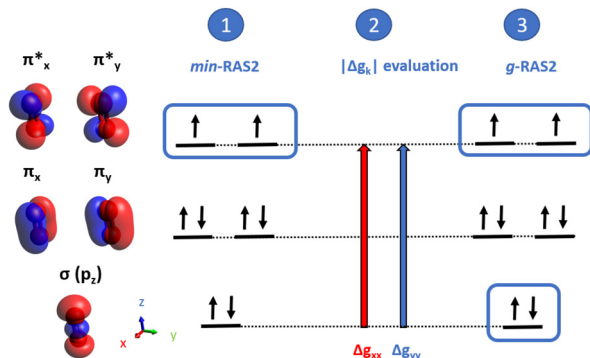 1 2 3
π*x π*y min-RAS2 |Δgk| evaluation g-RAS2
πx πy
σ (pz)
z
x y
Δgxx Δgyy